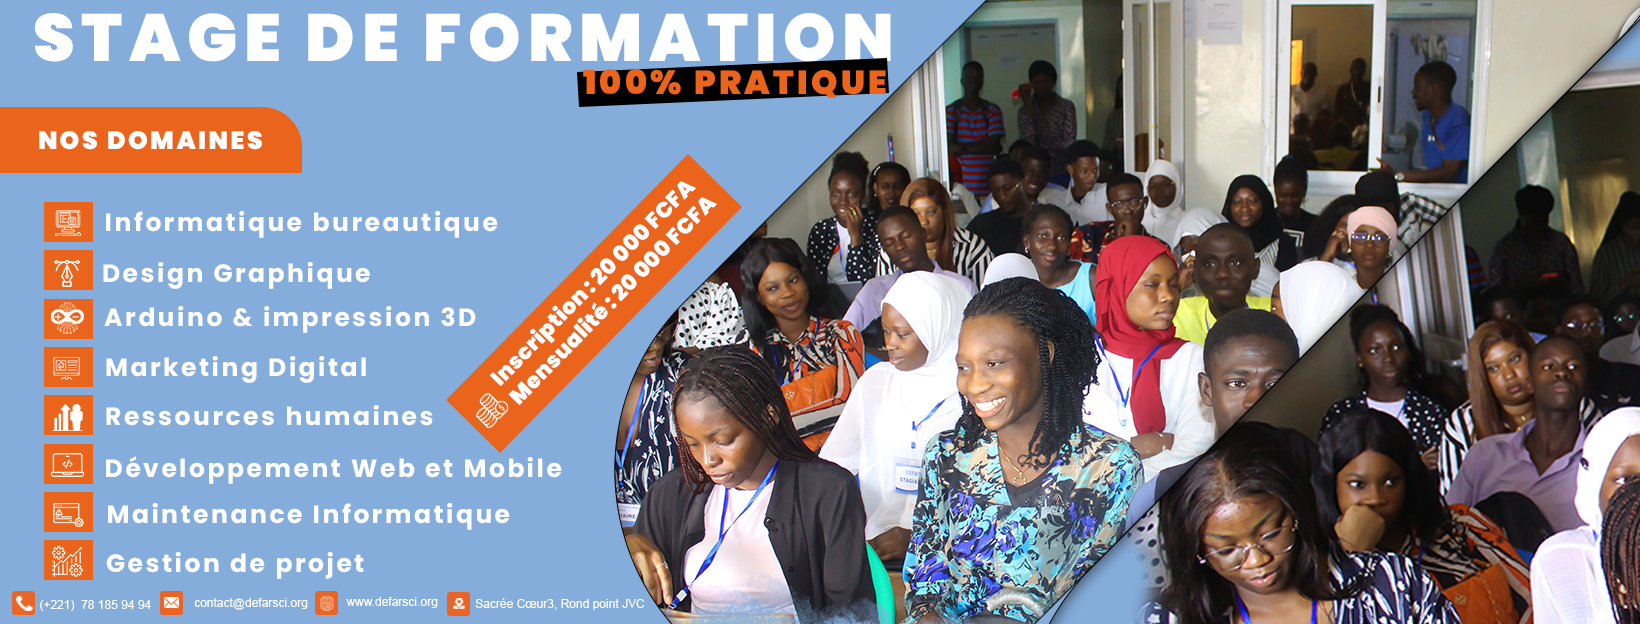 STAGE DE FORMATION
100% PRATIQUE
NOS DOMAINES
Informatique bureautique
Design Graphique
Arduino & impression 3D
Marketing Digital
Ressources humaines
Développement Web et Mobile
Maintenance Informatique
Gestion de projet
Inscription : 20 000 FCFA
Mensualité : 20 000 FCFA
(+221) 78 185 94 94
contact@defarsci.org
www.defarsci.org
Sacrée Cœur3, Rond point JVC